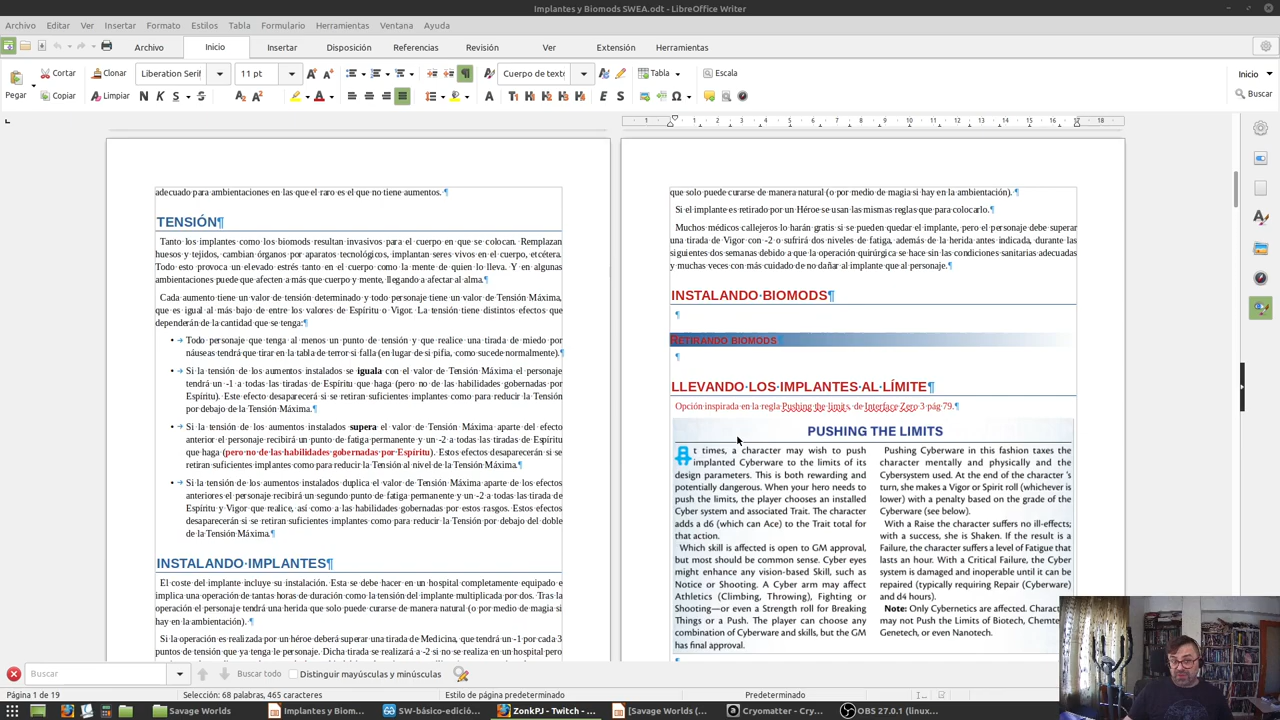 Implantes y Biomods SWEA.odt - LibreOffice Writer
Archivo Editar Ver Insertar Formato Estilos Tabla Formulario Herramientas Ventana Ayuda
Archivo Inicio Insertar Disposición Referencias Revisión Ver Extensión Herramientas
Pegar Cortar Clonar Liberation Serif 11 pt Cuerpo de texto Tabla Escala Inicio
Copiar Limpiar Buscar
adecuado para ambientaciones en las que el raro es el que no tiene aumentos.
TENSIÓN
Tanto los implantes como los biomods resultan invasivos para el cuerpo en que se colocan. Remplazan
huesos y tejidos, cambian órganos por aparatos tecnológicos, implantan seres vivos en el cuerpo, etcétera.
Todo esto provoca un elevado estrés tanto en el cuerpo como la mente de quien lo lleva. Y en algunas
ambientaciones puede que afecten a más que cuerpo y mente, llegando a afectar al alma.
Cada aumento tiene un valor de tensión determinado y todo personaje tiene un valor de Tensión Máxima,
que es igual al más bajo de entre los valores de Espíritu o Vigor. La tensión tiene distintos efectos que
dependerán de la cantidad que se tenga:
• Todo personaje que tenga al menos un punto de tensión y que realice una tirada de miedo por
náuseas tendrá que tirar en la tabla de terror si falla (en lugar de si pifia, como sucede normalmente).
• Si la tensión de los aumentos instalados se iguala con el valor de Tensión Máxima el personaje
tendrá un -1 a todas las tiradas de Espíritu que haga (pero no de las habilidades gobernadas por
Espíritu). Este efecto desaparecerá si se retiran suficientes implantes como para reducir la Tensión
por debajo de la Tensión Máxima.
• Si la tensión de los aumentos instalados supera el valor de Tensión Máxima aparte del efecto
anterior el personaje recibirá un punto de fatiga permanente y un -2 a todas las tiradas de Espíritu
que haga (pero no de las habilidades gobernadas por Espíritu). Estos efectos desaparecerán si se
retiran suficientes implantes como para reducir la Tensión al nivel de la Tensión Máxima.
• Si la tensión de los aumentos instalados duplica el valor de Tensión Máxima aparte de los efectos
anteriores el personaje recibirá un segundo punto de fatiga permanente y un -2 a todas las tiradas de
Espíritu y Vigor que realice, así como a las habilidades gobernadas por estos rasgos. Estos efectos
desaparecerán si se retiran suficientes implantes como para reducir la Tensión por debajo del doble
de la Tensión Máxima.
INSTALANDO IMPLANTES
El coste del implante incluye su instalación. Esta se debe hacer en un hospital completamente equipado e
implica una operación de tantas horas de duración como la tensión del implante multiplicada por dos. Tras la
operación el personaje tendrá una herida que solo puede curarse de manera natural (o por medio de magia si
hay en la ambientación).
Si la operación es realizada por un héroe deberá superar una tirada de Medicina, que tendrá un -1 por cada 3
puntos de tensión que ya tenga le personaje. Dicha tirada se realizará a -2 si no se realiza en un hospital pero
que solo puede curarse de manera natural (o por medio de magia si hay en la ambientación).
Si el implante es retirado por un Héroe se usan las mismas reglas que para colocarlo.
Muchos médicos callejeros lo harán gratis si se pueden quedar el implante, pero el personaje debe superar
una tirada de Vigor con -2 o sufrirá dos niveles de fatiga, además de la herida antes indicada, durante las
siguientes dos semanas debido a que la operación quirúrgica se hace sin las condiciones sanitarias adecuadas
y muchas veces con más cuidado de no dañar al implante que al personaje.
INSTALANDO BIOMODS
RETIRANDO BIOMODS
LLEVANDO LOS IMPLANTES AL LÍMITE
Opción inspirada en la regla Pushing the limits, de Interface Zero 3 pág 79.
PUSHING THE LIMITS
At times, a character may wish to push
implanted Cyberware to the limits of its
design parameters. This is both rewarding and
potentially dangerous. When your hero needs to
push the limits, the player chooses an installed
Cyber system and associated Trait. The character
adds a d6 (which can Ace) to the Trait total for
that action.
Which skill is affected is open to GM approval,
but most should be common sense. Cyber eyes
might enhance any vision-based Skill, such as
Notice or Shooting. A Cyber arm may affect
Athletics (Climbing, Throwing), Fighting or
Shooting—or even a Strength roll for Breaking
Things or a Push. The player can choose any
combination of Cyberware and skills, but the GM
has final approval.
Pushing Cyberware in this fashion taxes the
character mentally and physically and the
Cybersystem used. At the end of the character 's
turn, she makes a Vigor or Spirit roll (whichever is
lower) with a penalty based on the grade of the
Cyberware (see below).
With a Raise the character suffers no ill-effects;
with a success, she is Shaken. If the result is a
Failure, the character suffers a level of Fatigue that
lasts an hour. With a Critical Failure, the Cyber
system is damaged and inoperable until it can be
repaired (typically requiring Repair (Cyberware)
and d4 hours).
Note: Only Cybernetics are affected. Charac
may not Push the Limits of Biotech, Chem
Genetech, or even Nanotech.
Buscar Buscar todo Distinguir mayúsculas y minúsculas
Página 1 de 19 Selección: 68 palabras, 465 caracteres Estilo de página predeterminado Predeterminado
Savage Worlds Implantes y Biom... SW-básico-edició... ZonkPJ - Twitch - ... [Savage Worlds (... Cryomatter - Cry... OBS 27.0.1 (linux...